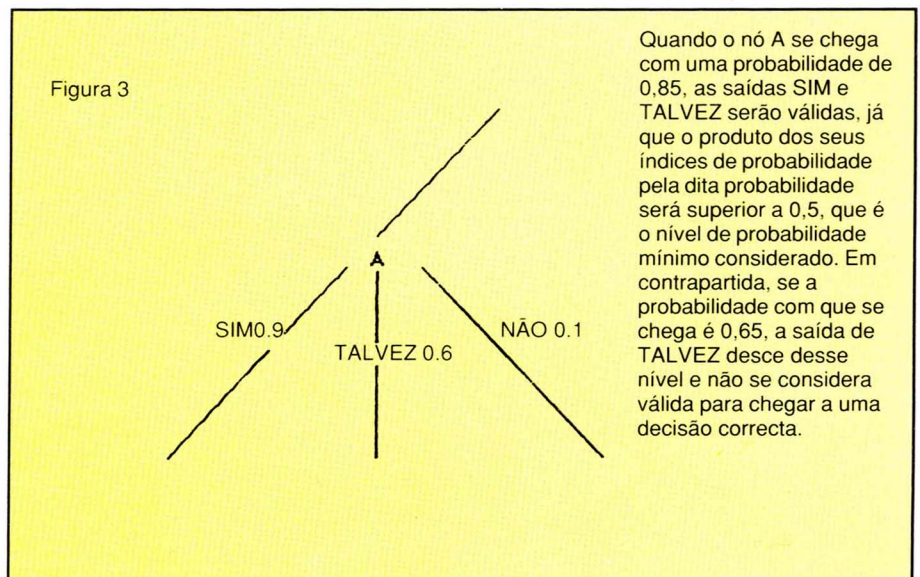 Figura 3
A
SIM0.9
TALVEZ 0.6
NÃO 0.1
Quando o nó A se chega
com uma probabilidade de
0,85, as saídas SIM e
TALVEZ serão válidas, já
que o produto dos seus
índices de probabilidade
pela dita probabilidade
será superior a 0,5, que é
o nível de probabilidade
mínimo considerado. Em
contrapartida, se a
probabilidade com que se
chega é 0,65, a saída de
TALVEZ desce desse
nível e não se considera
válida para chegar a uma
decisão correcta.